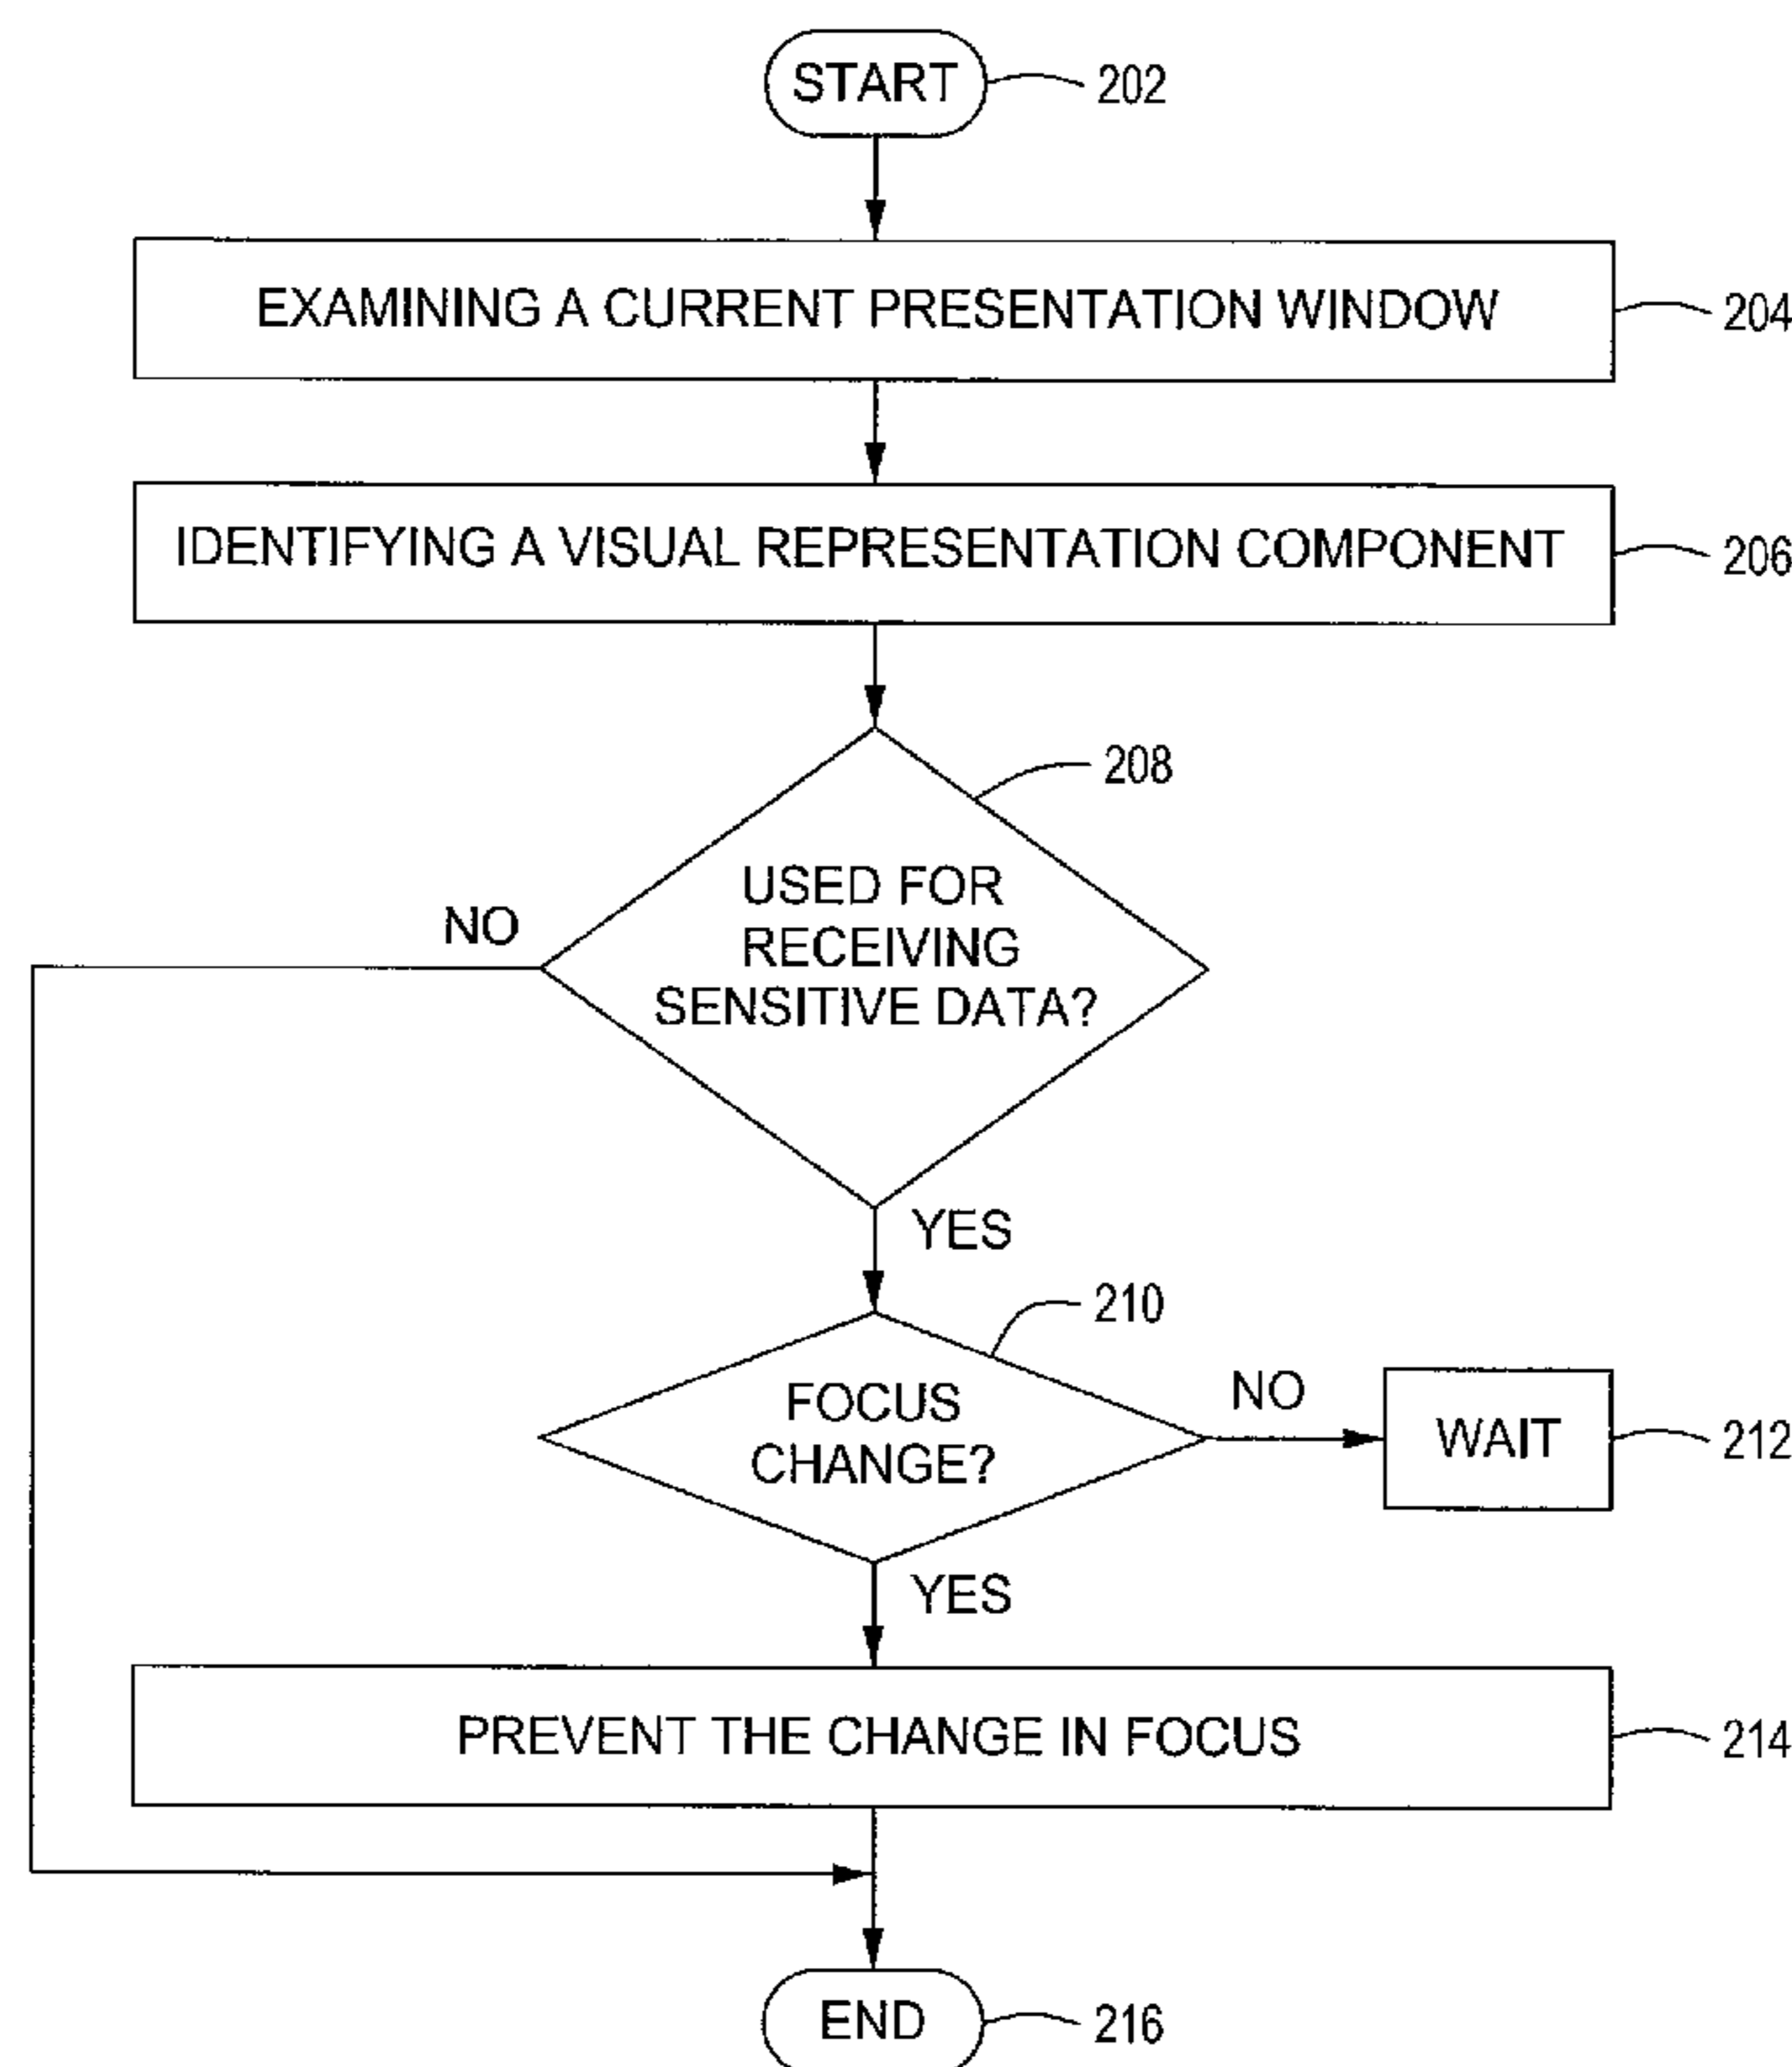 START
202
EXAMINING A CURRENT PRESENTATION WINDOW
204
IDENTIFYING A VISUAL REPRESENTATION COMPONENT
206
208
USED FOR
RECEIVING
SENSITIVE DATA?
NO
YES
210
FOCUS
CHANGE?
NO
WAIT
212
YES
PREVENT THE CHANGE IN FOCUS
214
END
216